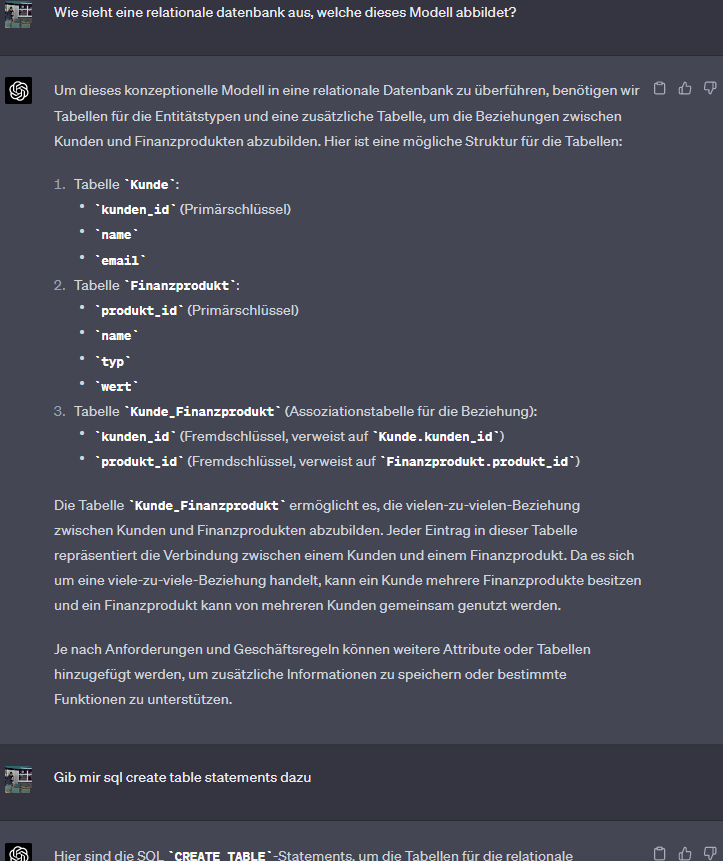 Wie sieht eine relationale datenbank aus, welche dieses Modell abbildet?
Um dieses konzeptionelle Modell in eine relationale Datenbank zu überführen, benötigen wir
Tabellen für die Entitätstypen und eine zusätzliche Tabelle, um die Beziehungen zwischen
Kunden und Finanzprodukten abzubilden. Hier ist eine mögliche Struktur für die Tabellen:
1. Tabelle `Kunde`:
• `kunden_id` (Primärschlüssel)
• `name`
• `email`
2. Tabelle `Finanzprodukt`:
• `produkt_id` (Primärschlüssel)
• `name`
• `typ`
• `wert`
3. Tabelle `Kunde_Finanzprodukt` (Assoziationstabelle für die Beziehung):
• `kunden_id` (Fremdschlüssel, verweist auf `Kunde.kunden_id`)
• `produkt_id` (Fremdschlüssel, verweist auf `Finanzprodukt.produkt_id`)
Die Tabelle `Kunde_Finanzprodukt` ermöglicht es, die vielen-zu-vielen-Beziehung
zwischen Kunden und Finanzprodukten abzubilden. Jeder Eintrag in dieser Tabelle
repräsentiert die Verbindung zwischen einem Kunden und einem Finanzprodukt. Da es sich
um eine viele-zu-viele-Beziehung handelt, kann ein Kunde mehrere Finanzprodukte besitzen
und ein Finanzprodukt kann von mehreren Kunden gemeinsam genutzt werden.
Je nach Anforderungen und Geschäftsregeln können weitere Attribute oder Tabellen
hinzugefügt werden, um zusätzliche Informationen zu speichern oder bestimmte
Funktionen zu unterstützen.
Gib mir sql create table statements dazu
Hier sind die SQL `CREATE TABLE`-Statements, um die Tabellen für die relationale